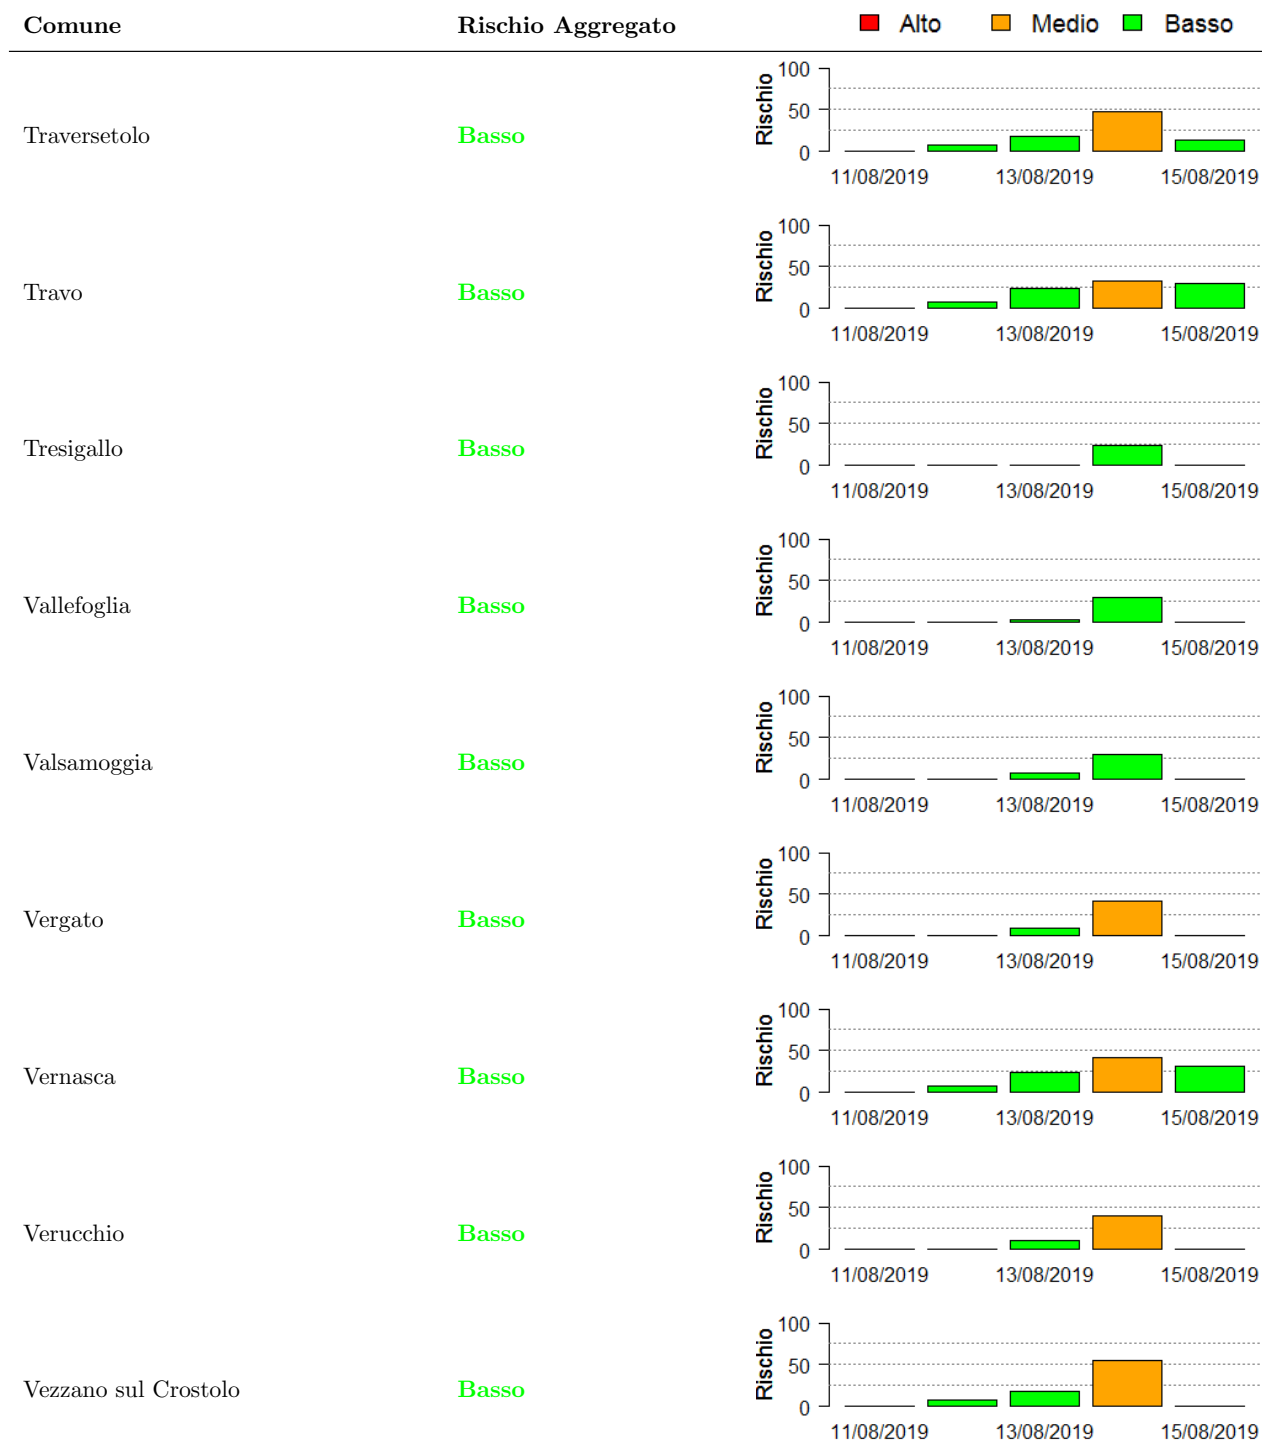 Comune Rischio Aggregato Alto Medio Basso
Traversetolo Basso Rischio 100 50 0
11/08/2019 13/08/2019 15/08/2019
Travo Basso Rischio 100 50 0
11/08/2019 13/08/2019 15/08/2019
Tresigallo Basso Rischio 100 50 0
11/08/2019 13/08/2019 15/08/2019
Vallefoglia Basso Rischio 100 50 0
11/08/2019 13/08/2019 15/08/2019
Valsamoggia Basso Rischio 100 50 0
11/08/2019 13/08/2019 15/08/2019
Vergato Basso Rischio 100 50 0
11/08/2019 13/08/2019 15/08/2019
Vernasca Basso Rischio 100 50 0
11/08/2019 13/08/2019 15/08/2019
Verucchio Basso Rischio 100 50 0
11/08/2019 13/08/2019 15/08/2019
Vezzano sul Crostolo Basso Rischio 100 50 0
11/08/2019 13/08/2019 15/08/2019